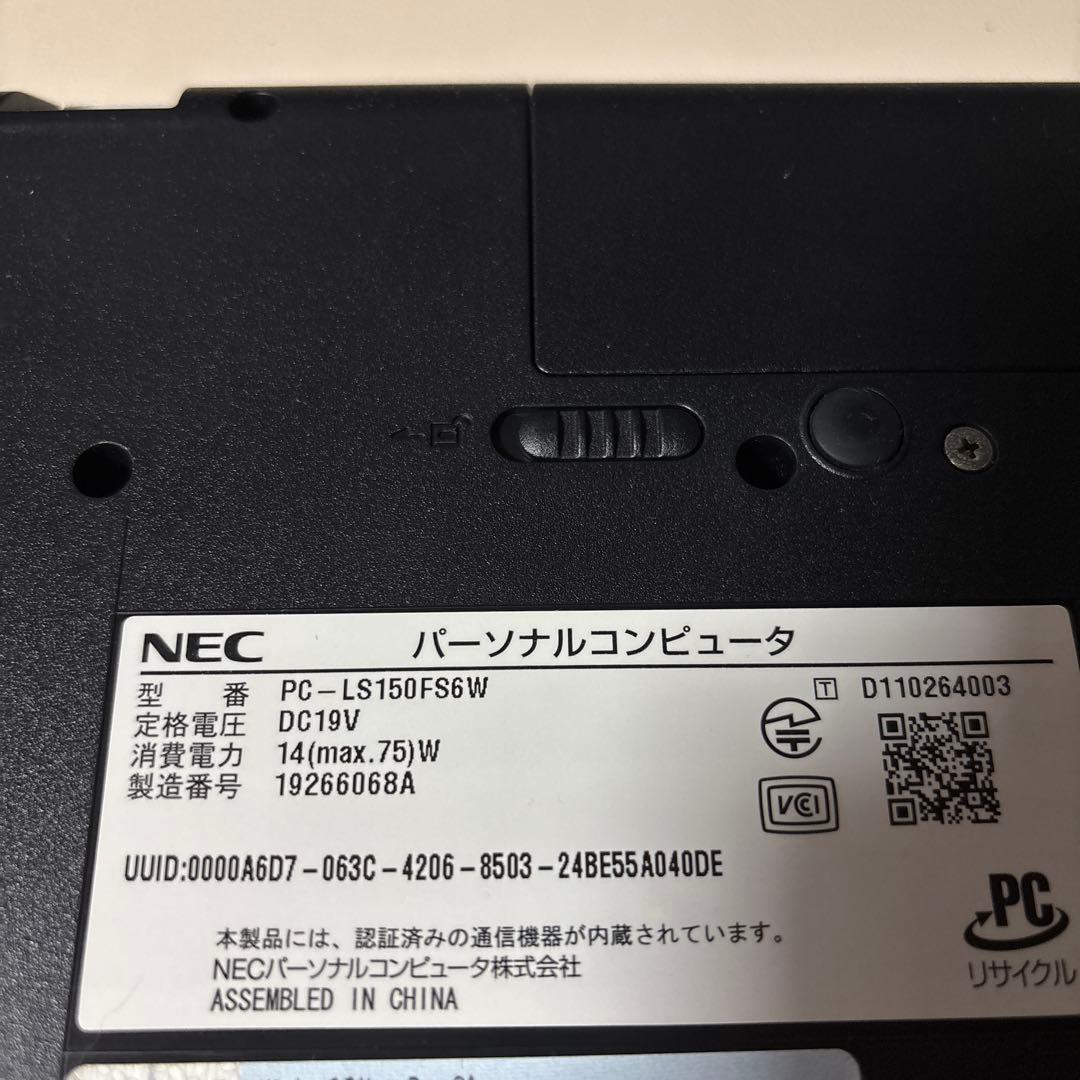 NEC パーソナルコンピュータ
型 番 PC-LS150FS6W T D110264003
定格電圧 DC19V
消費電力 14(max.75)W
製造番号 19266068A
VCCI
UUID:0000A6D7-063C-4206-8503-24BE55A040DE
PC
リサイクル
本製品には、認証済みの通信機器が内蔵されています。
NECパーソナルコンピュータ株式会社
ASSEMBLED IN CHINA